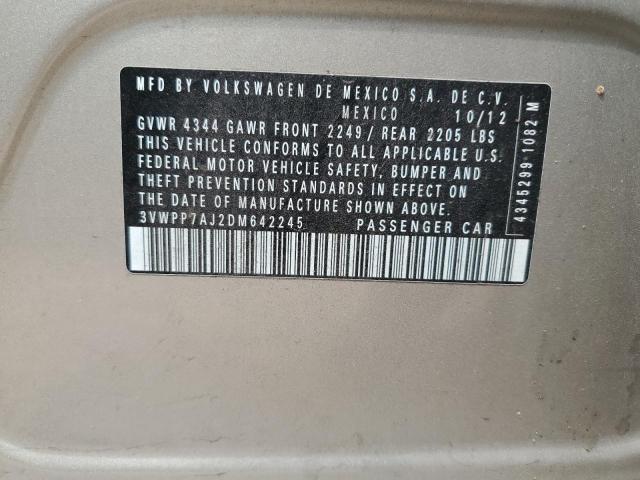 MFD BY VOLKSWAGEN DE MEXICO S.A. DE C.V.
MEXICO 10/12
GVWR 4344 GAWR FRONT 2249/ REAR 2205 LBS
THIS VEHICLE CONFORMS TO ALL APPLICABLE U.S.
FEDERAL MOTOR VEHICLE SAFETY, BUMPER AND
THEFT PREVENTION STANDARDS IN EFFECT ON
THE DATE OF MANUFACTURE SHOWN ABOVE.
3VWPP7AJ2DM642245 PASSENGER CAR
4345299 1082 M